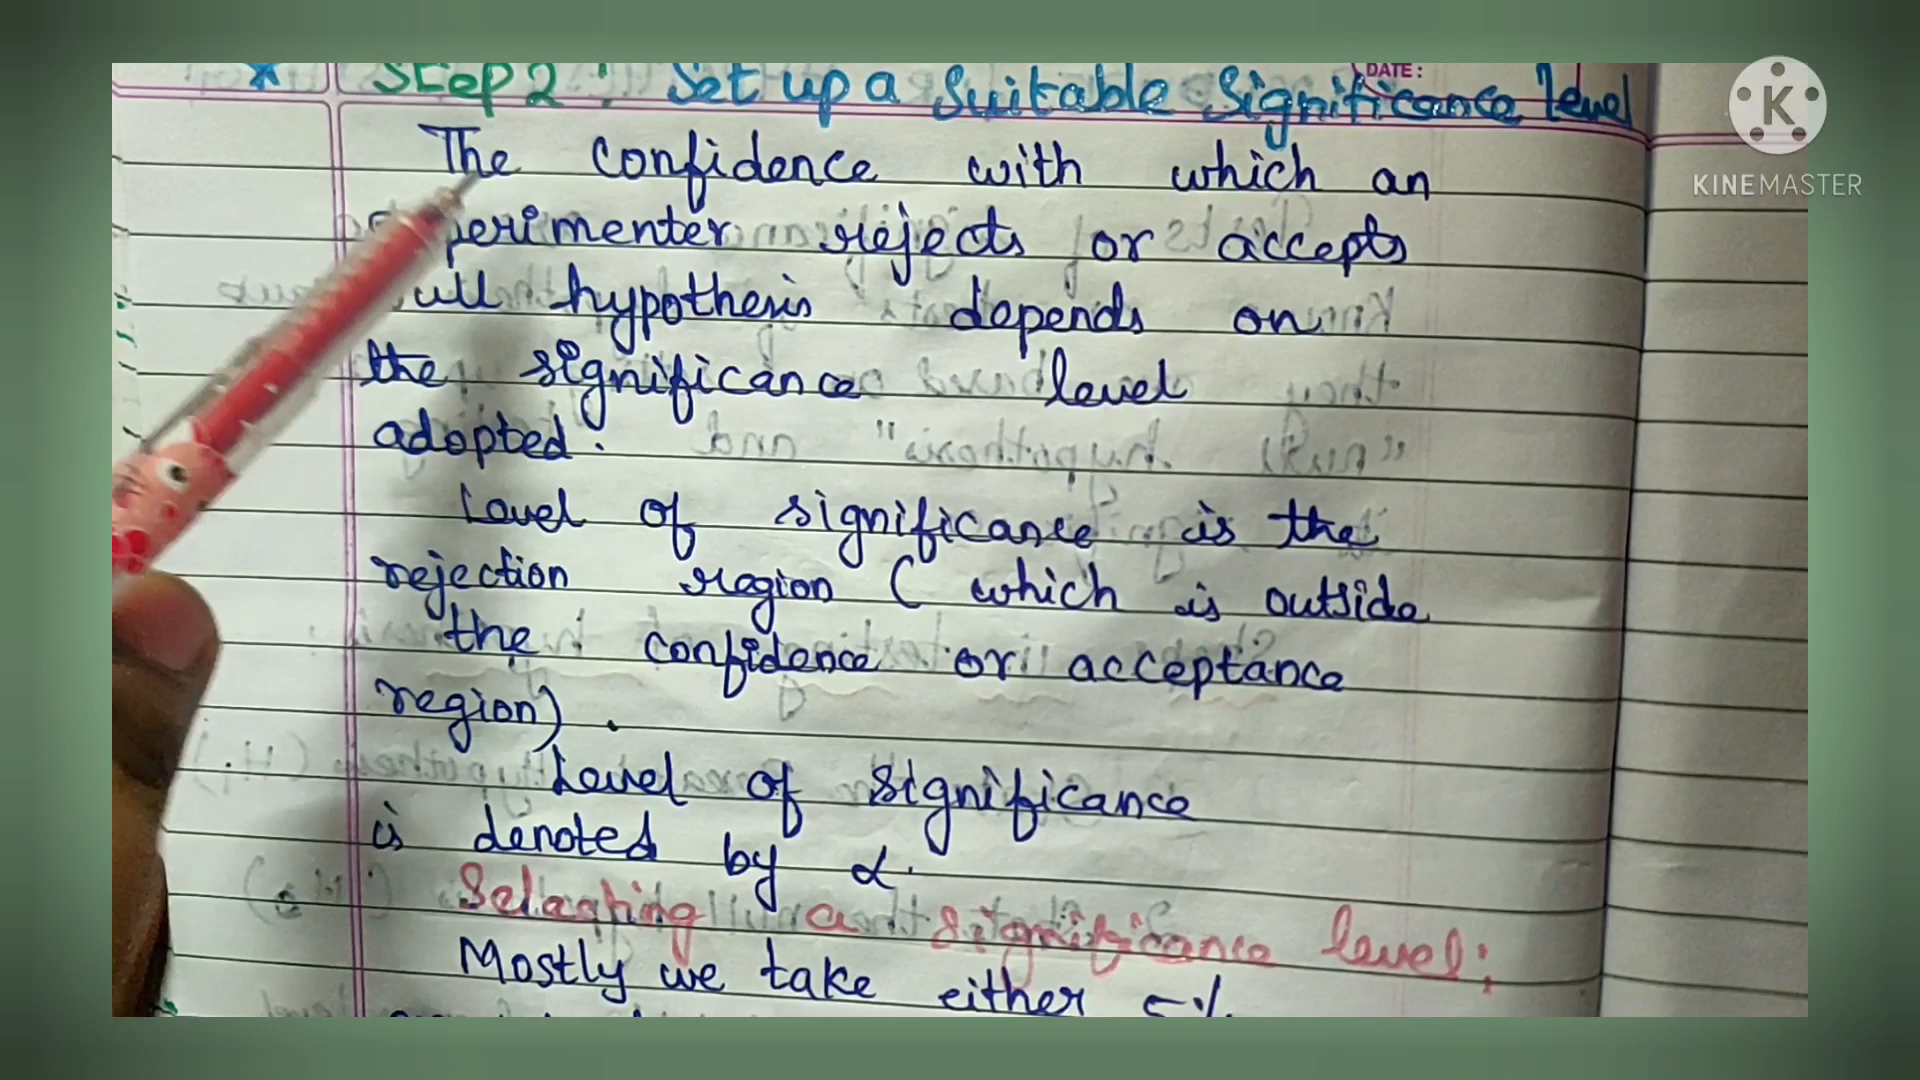 * Step 2 : Set up a Suitable Significance level
DATE:
K
KINEMASTER
The confidence with which an
perimenter rejects or accepts
ull hypothesis depends on
the significance level
adopted.
Level of significance is the
rejection region ( which is outside
the confidence or acceptance
region) .
Level of significance
is denoted by α.
Selecting a significance level:
Mostly we take either 5%